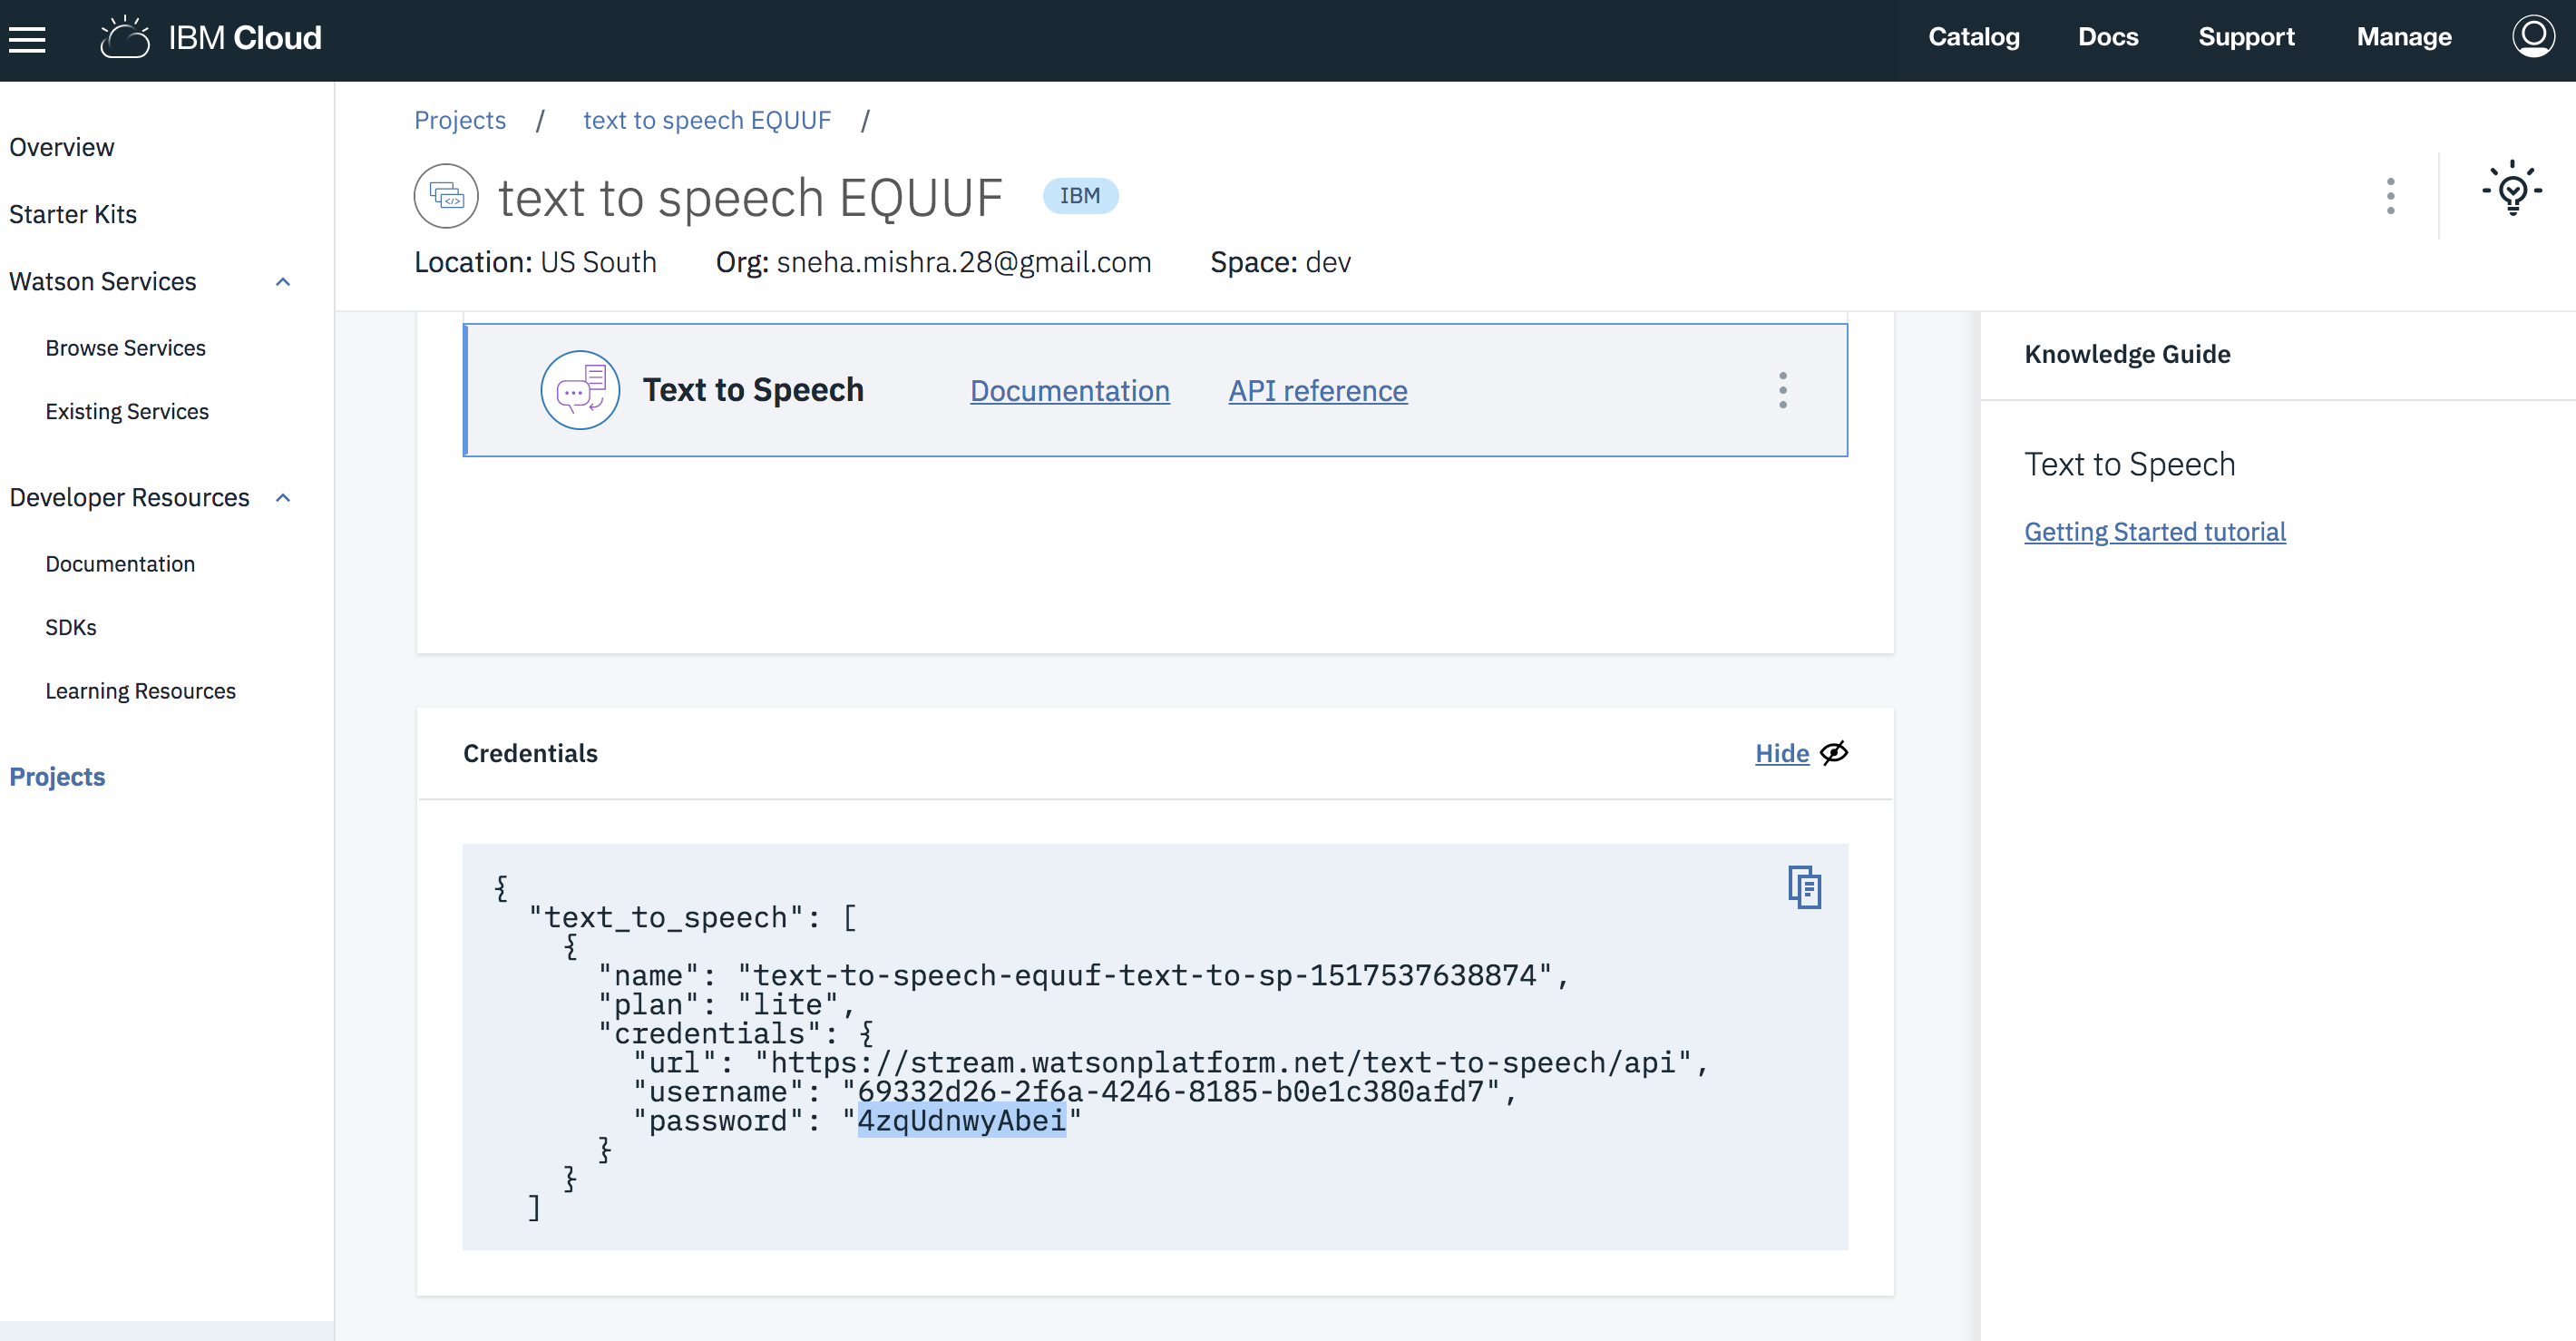 IBM Cloud
Catalog Docs Support Manage
Overview
Starter Kits
Watson Services
Browse Services
Existing Services
Developer Resources
Documentation
SDKs
Learning Resources
Projects
Projects / text to speech EQUUF /
text to speech EQUUF IBM
Location: US South Org: sneha.mishra.28@gmail.com Space: dev
Text to Speech Documentation API reference
Credentials Hide
{
"text_to_speech": [
{
"name": "text-to-speech-equuf-text-to-sp-1517537638874",
"plan": "lite",
"credentials": {
"url": "https://stream.watsonplatform.net/text-to-speech/api",
"username": "69332d26-2f6a-4246-8185-b0e1c380afd7",
"password": "4zqUdnwyAbei"
}
}
]
Knowledge Guide
Text to Speech
Getting Started tutorial